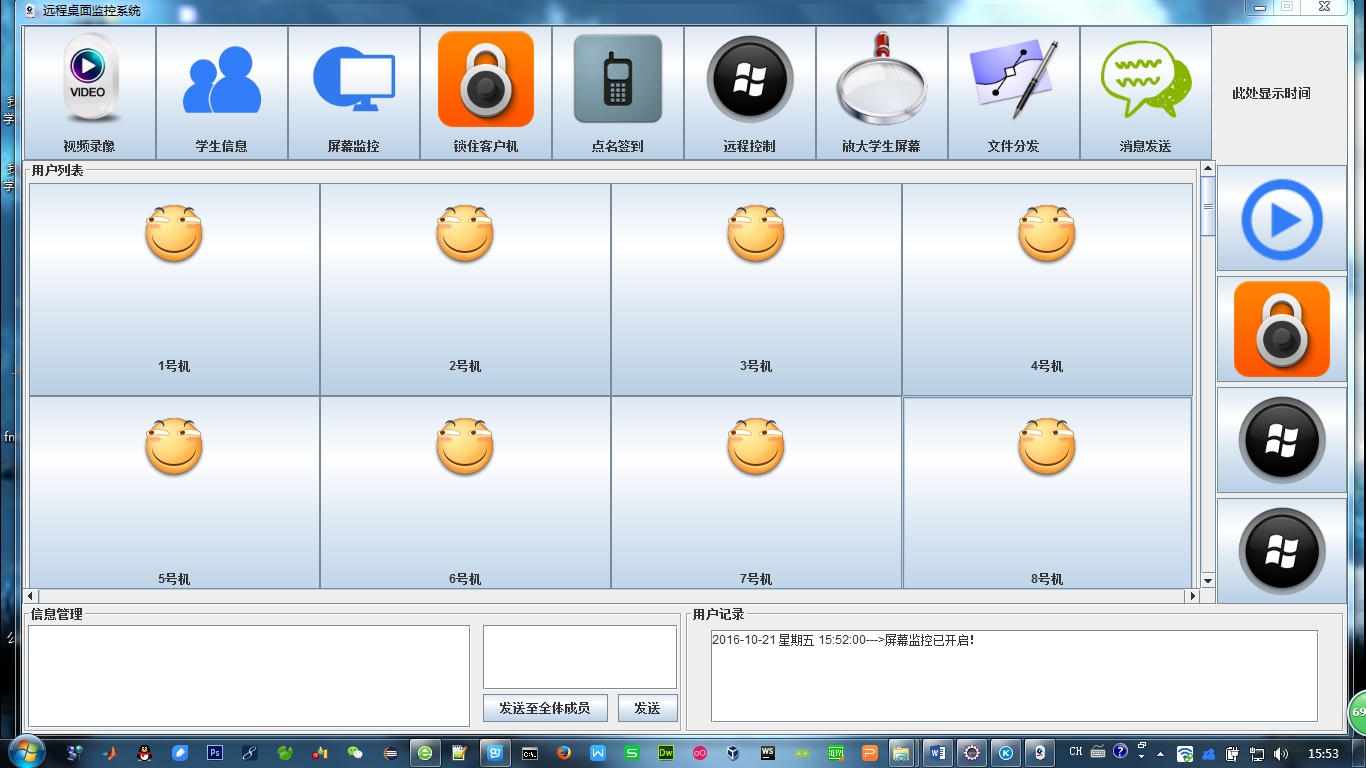 远程桌面监控系统
VIDEO
视频录像
学生信息
屏幕监控
锁住客户机
点名签到
远程控制
放大学生屏幕
文件分发
消息发送
此处显示时间
用户列表
1号机
2号机
3号机
4号机
5号机
6号机
7号机
8号机
信息管理
发送至全体成员
发送
用户记录
2016-10-21 星期五 15:52:00--->屏幕监控已开启!
fn
69
Ps
C:\.
W
S
Dw
WS
P
W
K
CH
15:53